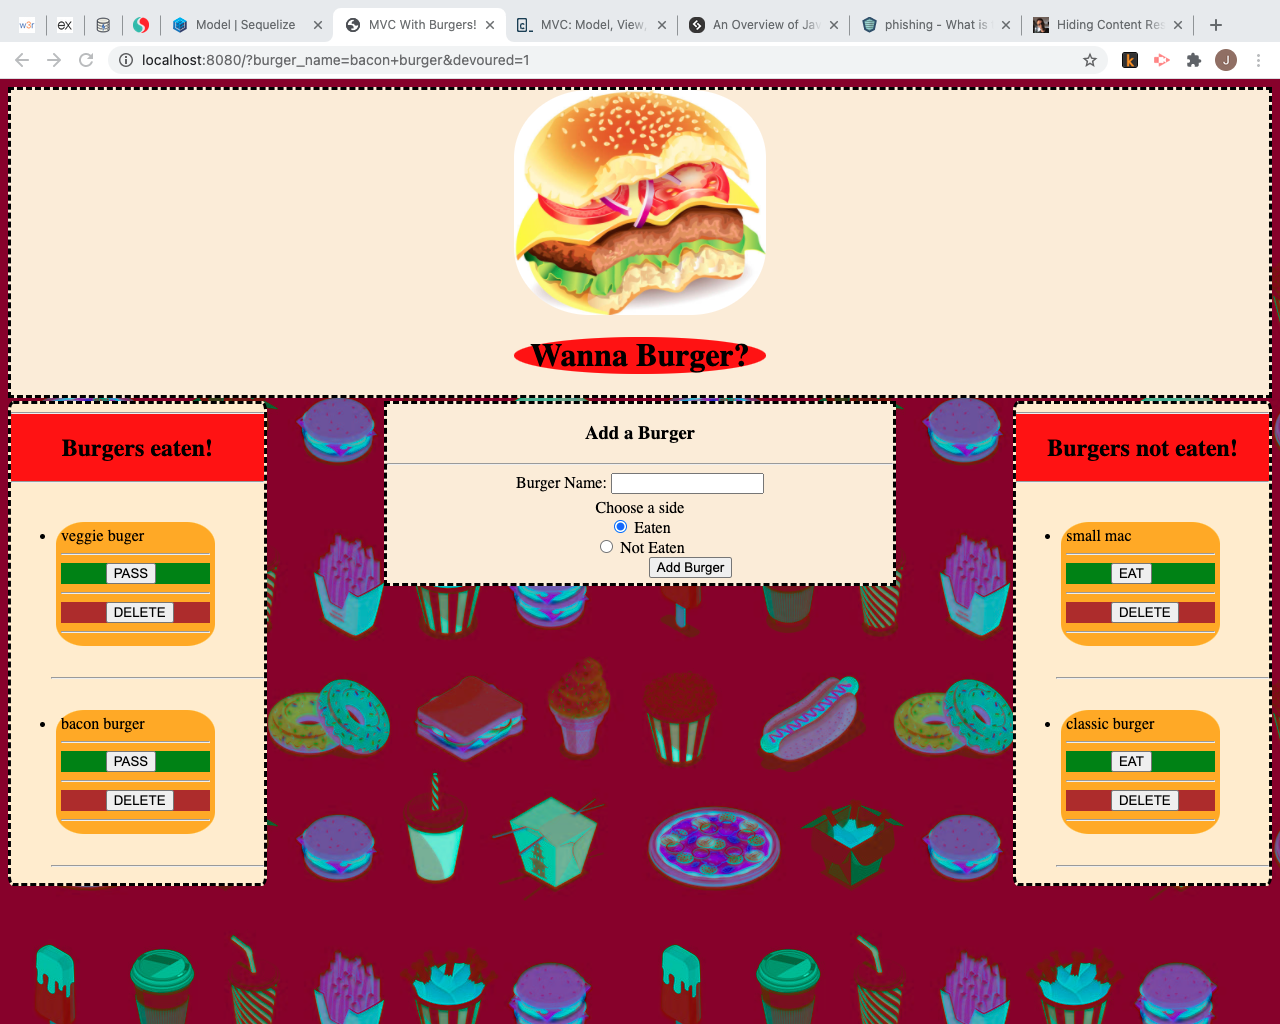 w3r
ex
Model | Sequelize
MVC With Burgers!
MVC: Model, View,
An Overview of Jav
phishing - What is
Hiding Content Res
localhost:8080/?burger_name=bacon+burger&devoured=1
k
J
Wanna Burger?
Burgers eaten!
Add a Burger
Burgers not eaten!
Burger Name:
Choose a side
Eaten
Not Eaten
Add Burger
veggie buger
PASS
DELETE
bacon burger
PASS
DELETE
small mac
EAT
DELETE
classic burger
EAT
DELETE